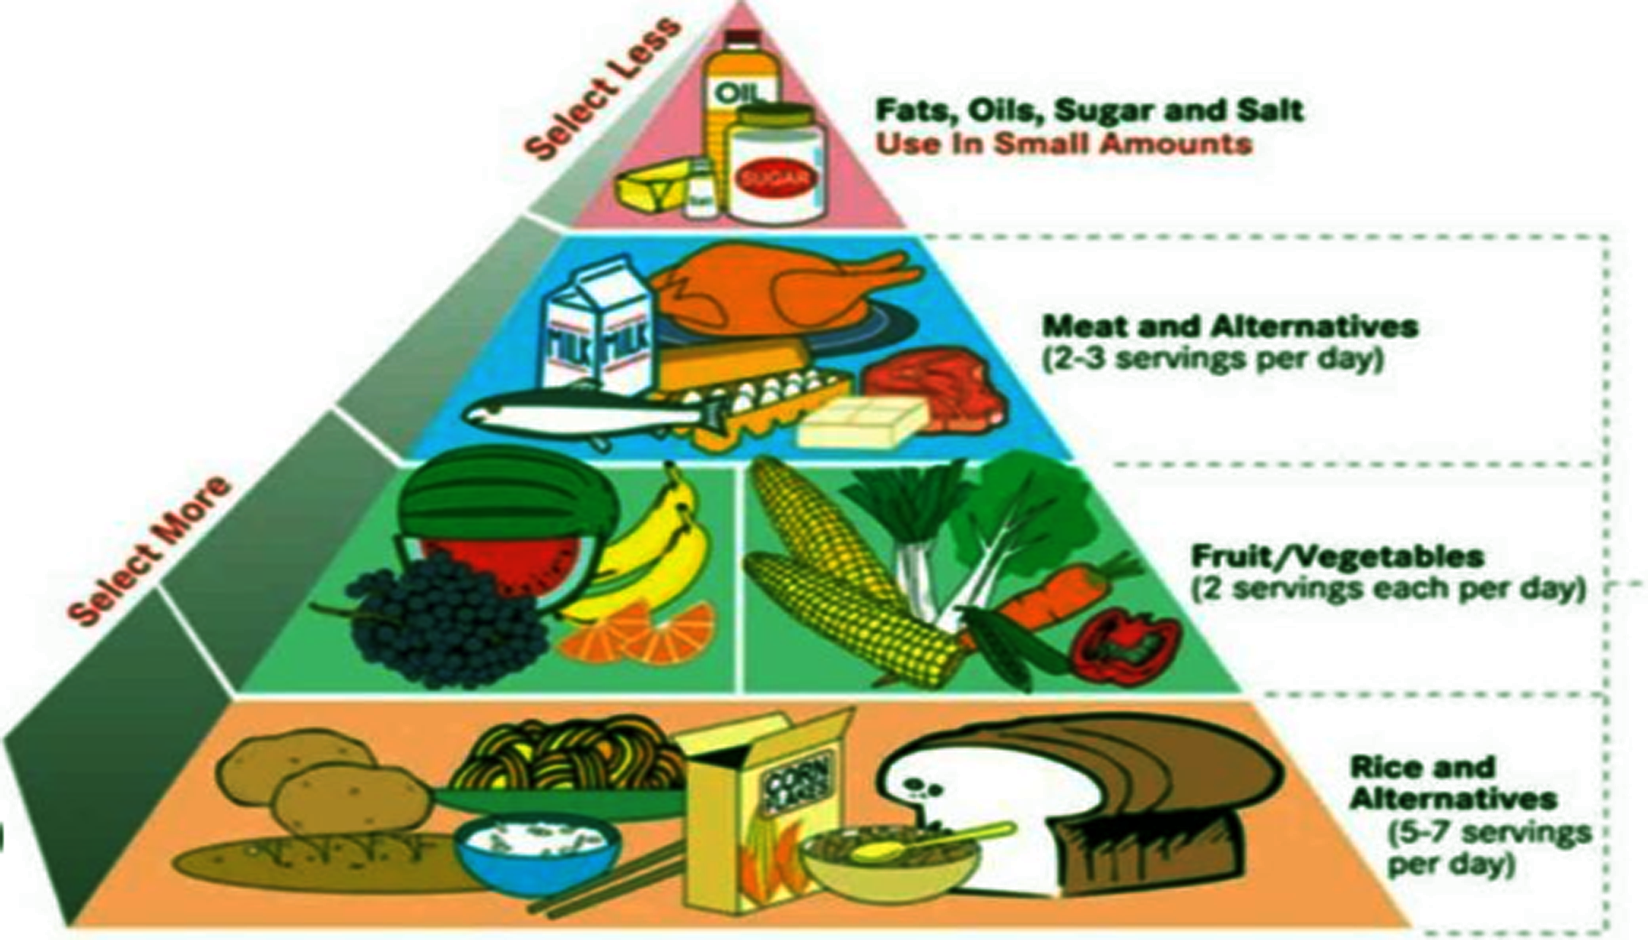 Select Less
OIL
SUGAR
Salt
Fats, Oils, Sugar and Salt
Use In Small Amounts
MILK MILK
Meat and Alternatives
(2-3 servings per day)
Select More
Fruit/Vegetables
(2 servings each per day)
CORN
FLAKES
Rice and
Alternatives
(5-7 servings
per day)